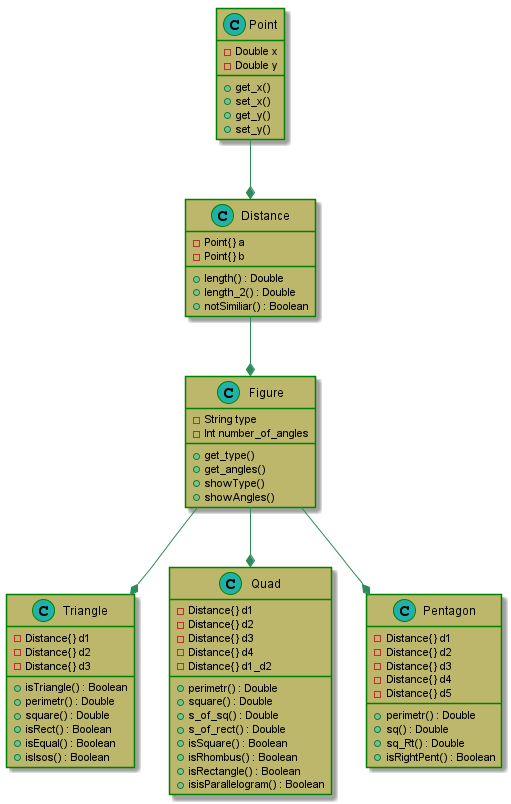 C Point
Double x
Double y
get_x()
set_x()
get_y()
set_y()
C Distance
Point{} a
Point{} b
length() : Double
length_2() : Double
notSimiliar() : Boolean
C Figure
String type
Int number_of_angles
get_type()
get_angles()
showType()
showAngles()
C Triangle
Distance{} d1
Distance{} d2
Distance{} d3
isTriangle() : Boolean
perimetr() : Double
square() : Double
isRect() : Boolean
isEqual() : Boolean
isIsos() : Boolean
C Quad
Distance{} d1
Distance{} d2
Distance{} d3
Distance{} d4
Distance{} d1_d2
perimetr() : Double
square() : Double
s_of_sq() : Double
s_of_rect() : Double
isSquare() : Boolean
isRhombus() : Boolean
isRectangle() : Boolean
isisParallelogram() : Boolean
C Pentagon
Distance{} d1
Distance{} d2
Distance{} d3
Distance{} d4
Distance{} d5
perimetr() : Double
sq() : Double
sq_Rt() : Double
isRightPent() : Boolean